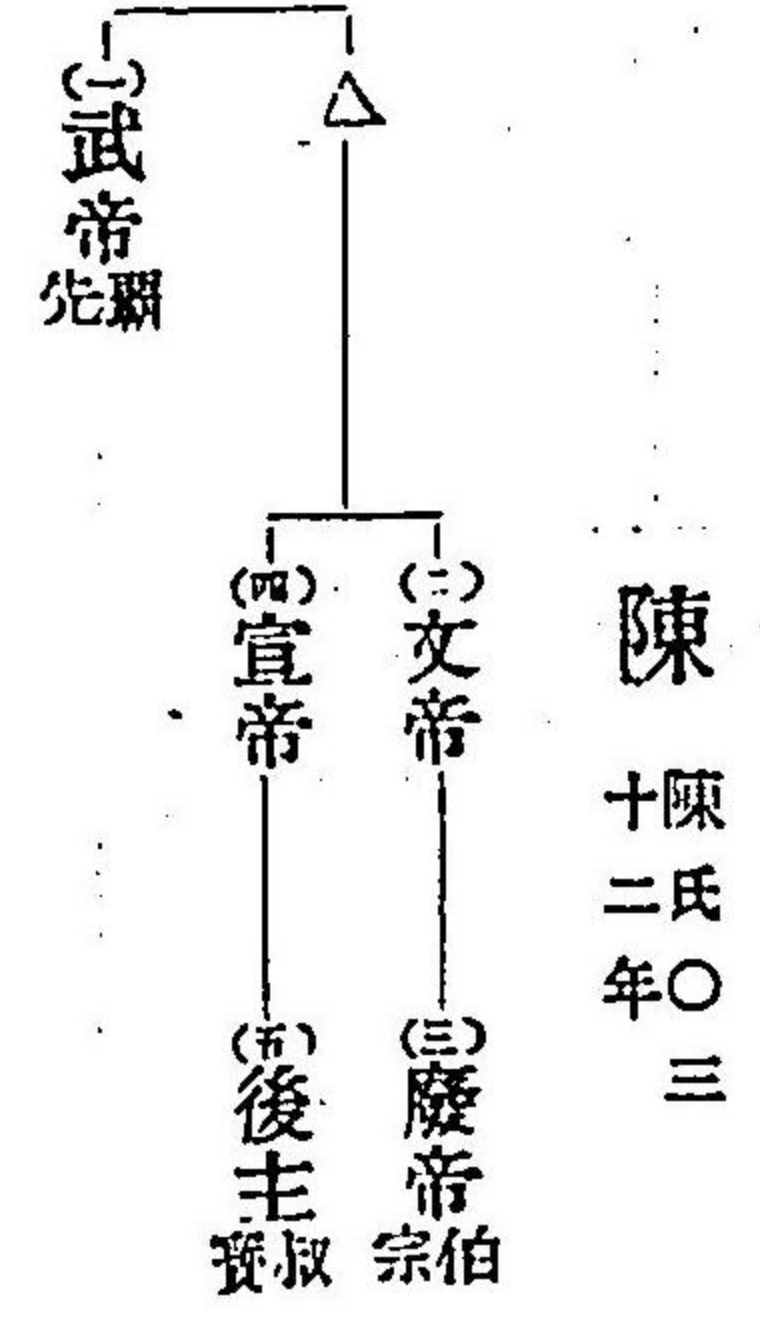 陳
陳氏〇三
十二年
(二)文帝
(三)廢帝
伯宗
△
(四)宣帝
(五)後主
叔寶
(一)武帝
霸先